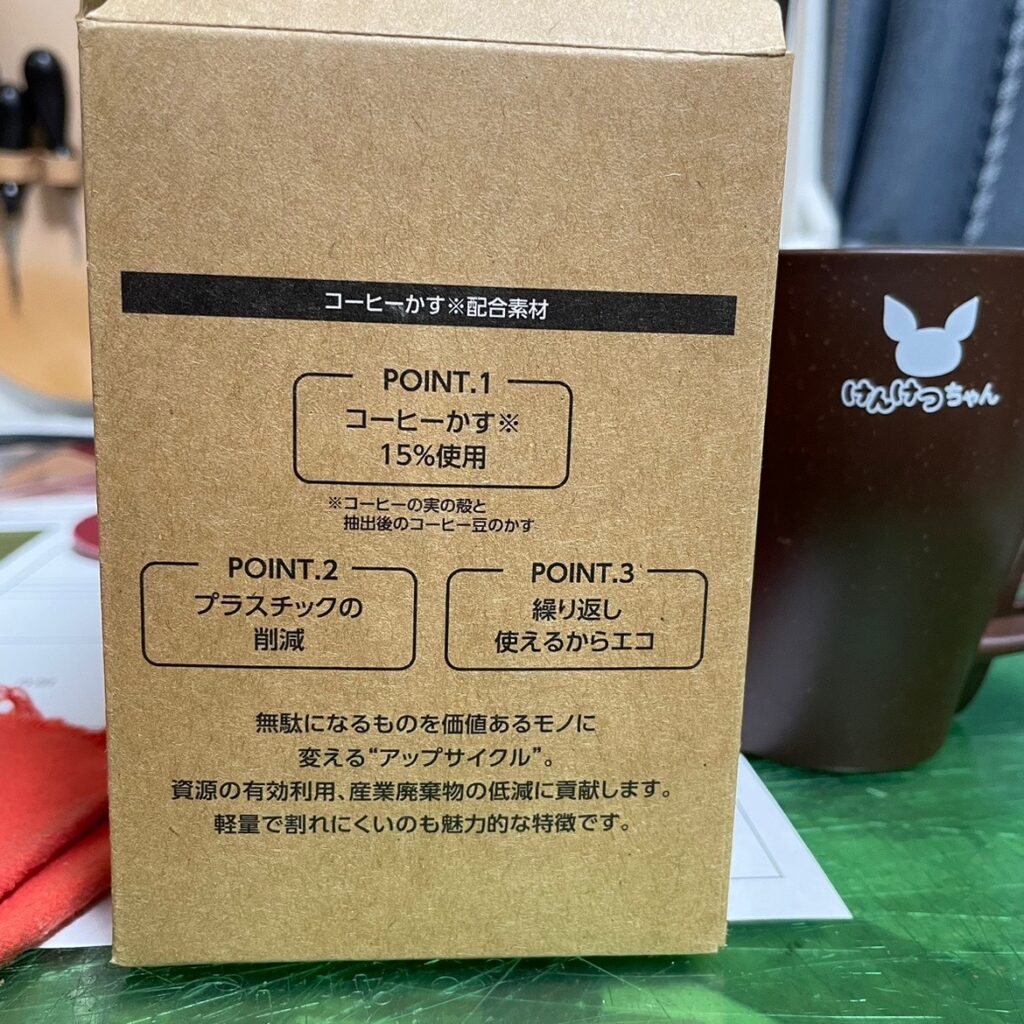 コーヒーかす※配合素材
POINT.1
コーヒーかす※
15%使用
※コーヒーの実の殻と
抽出後のコーヒー豆のかす
POINT.2
プラスチックの
削減
POINT.3
繰り返し
使えるからエコ
無駄になるものを価値あるモノに
変える“アップサイクル”。
資源の有効利用、産業廃棄物の低減に貢献します。
軽量で割れにくいのも魅力的な特徴です。
けんけつちゃん